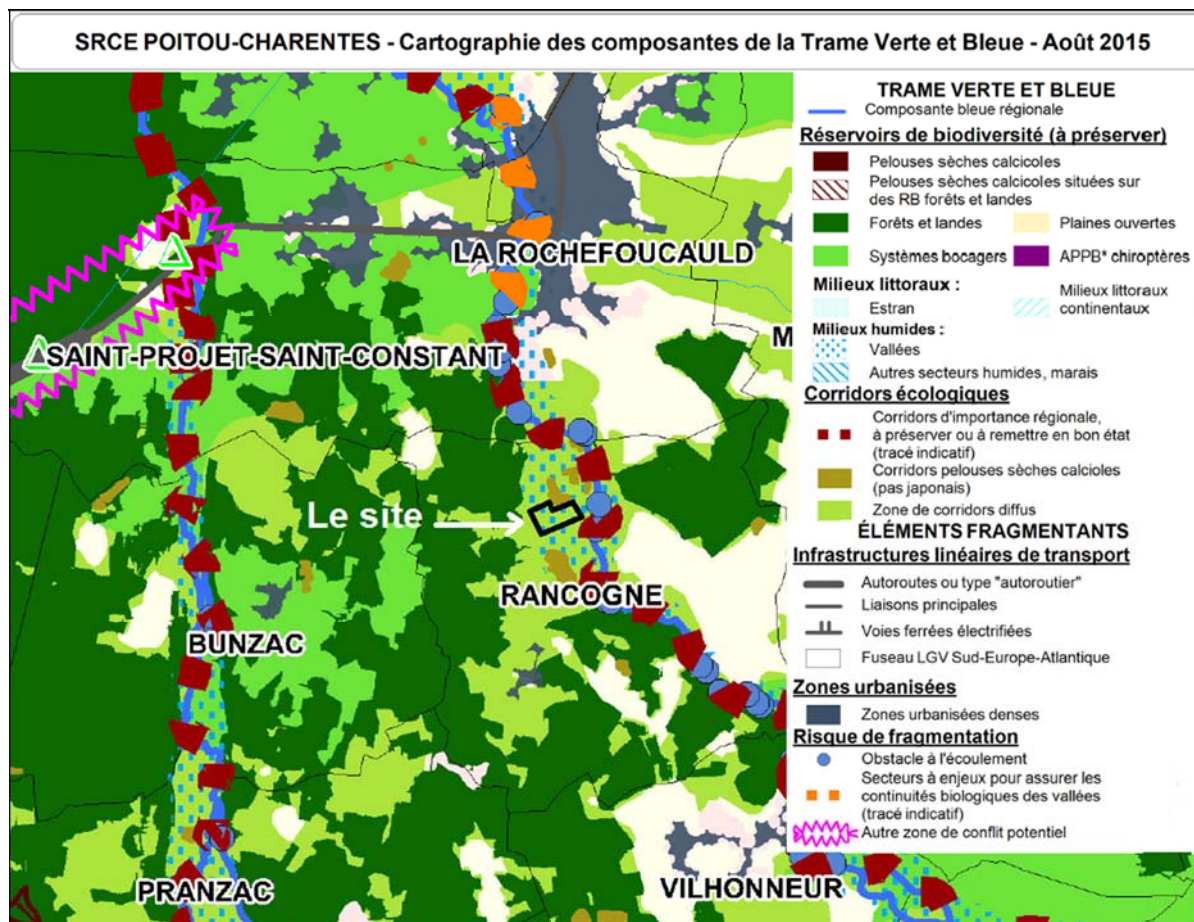 SRCE POITOU-CHARENTES - Cartographie des composantes de la Trame Verte et Bleue - Août 2015
TRAME VERTE ET BLEUE
Composante bleue régionale
Réservoirs de biodiversité (à préserver)
Pelouses sèches calcicoles
Pelouses sèches calcicoles situées sur
des RB forêts et landes
Forêts et landes
Plaines ouvertes
Systèmes bocagers
APPB* chiroptères
Milieux littoraux :
Estran
Milieux littoraux
continentaux
Milieux humides :
Vallées
Autres secteurs humides, marais
Corridors écologiques
Corridors d'importance régionale,
à préserver ou à remettre en bon état
(tracé indicatif)
Corridors pelouses sèches calcioles
(pas japonais)
Zone de corridors diffus
ÉLÉMENTS FRAGMENTANTS
Infrastructures linéaires de transport
Autoroutes ou type "autoroutier"
Liaisons principales
Voies ferrées électrifiées
Fuseau LGV Sud-Europe-Atlantique
Zones urbanisées
Zones urbanisées denses
Risque de fragmentation
Obstacle à l'écoulement
Secteurs à enjeux pour assurer les
continuités biologiques des vallées
(tracé indicatif)
Autre zone de conflit potentiel
LA ROCHEFOUCAULD
M
SAINT-PROJET-SAINT-CONSTANT
Le site
RANCOGNE
BUNZAC
PRANZAC
VILHONNEUR